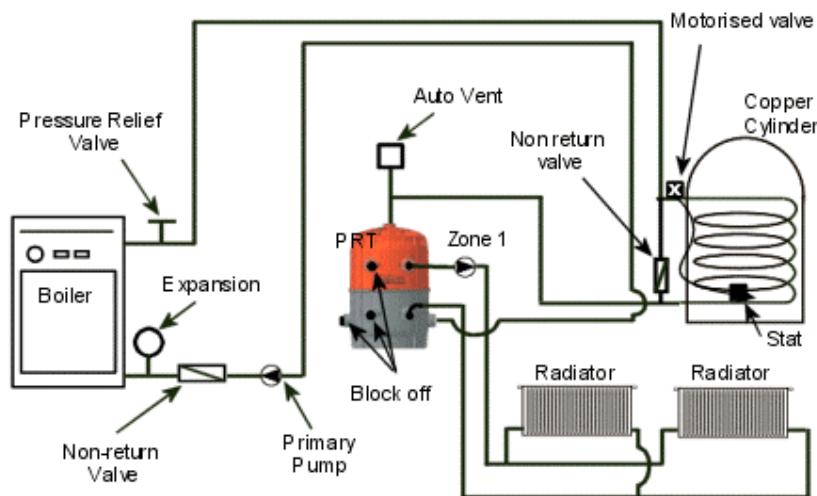 Motorised valve
Auto Vent
Copper
Cylinder
Pressure Relief
Valve
Non return
valve
PRT
Zone 1
Expansion
Boiler
Stat
Block off
Radiator
Radiator
Non-return
Valve
Primary
Pump